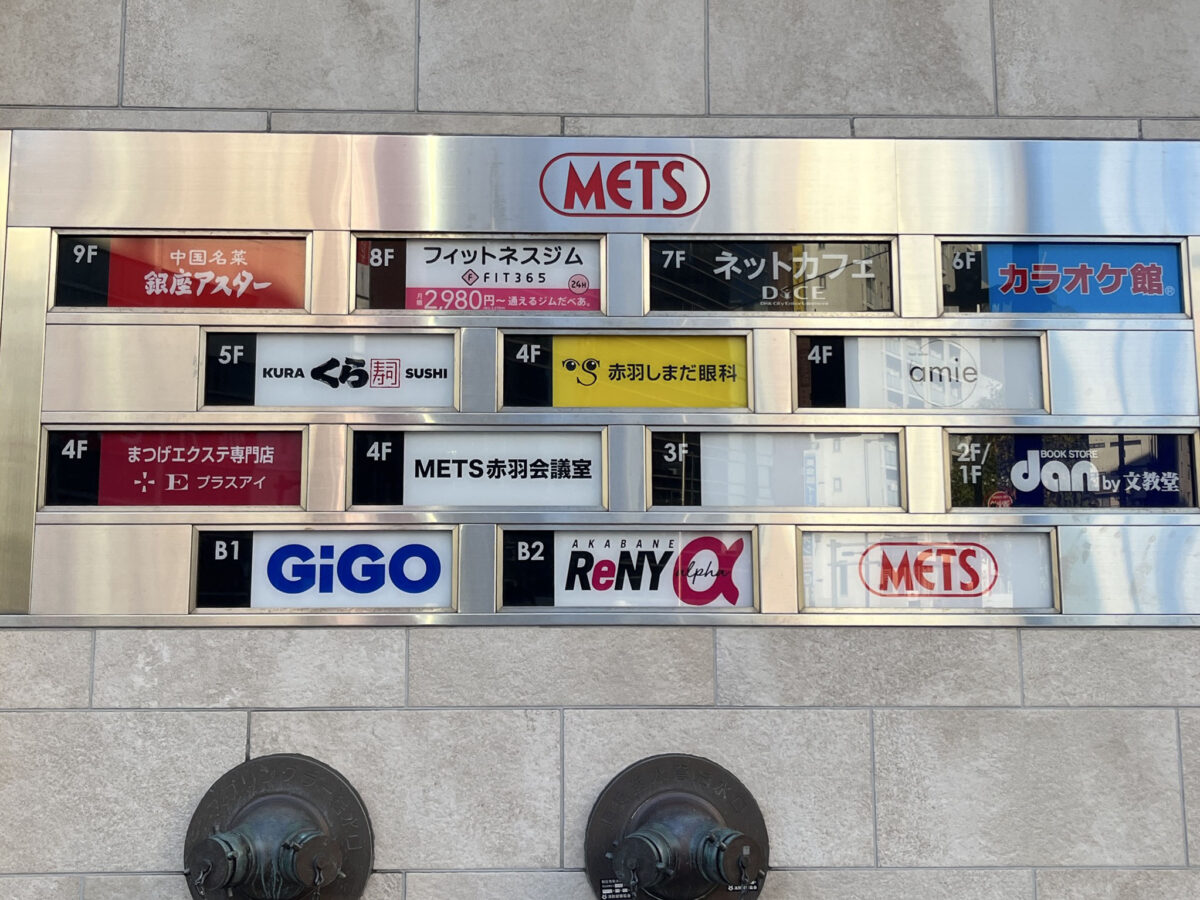 METS
9F
中国名菜
銀座アスター
8F
フィットネスジム
FIT365
24H
2,980円～通えるジムだべあ。
7F
ネットカフェ
DiCE
6F
カラオケ館®
5F
KURA くら寿司 SUSHI
4F
赤羽しまだ眼科
4F
amie
4F
まつげエクステ専門店
E プラスアイ
4F
METS赤羽会議室
3F
2F/
1F
BOOK STORE
dan by 文教堂
B1
GiGO
B2
AKABANE
ReNY alpha
METS